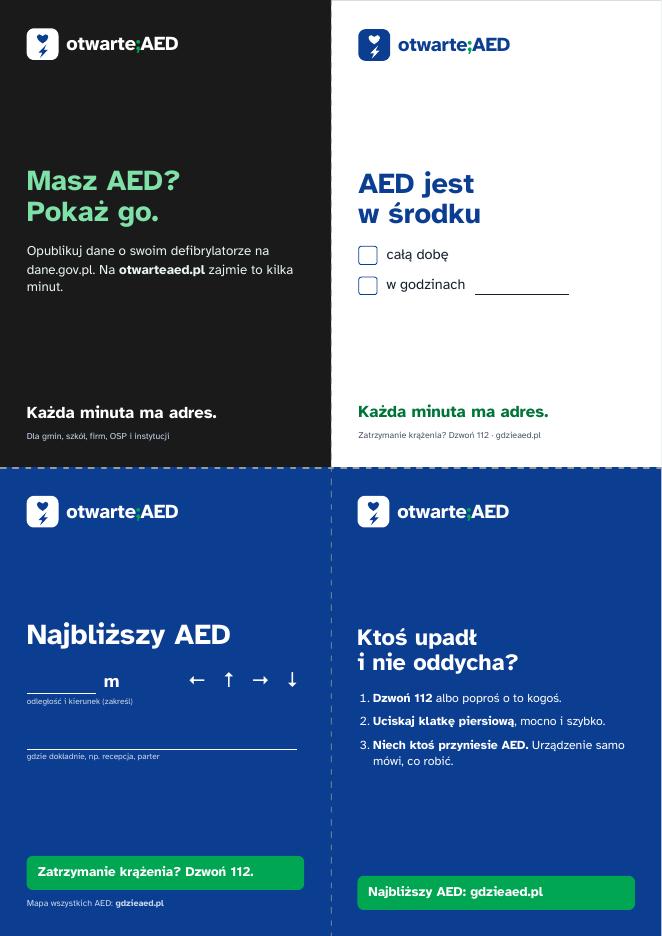 otwarte;AED
Masz AED?
Pokaż go.
Opublikuj dane o swoim defibrylatorze na
dane.gov.pl. Na otwarteaed.pl zajmie to kilka
minut.
Każda minuta ma adres.
Dla gmin, szkół, firm, OSP i instytucji
otwarte;AED
AED jest
w środku
całą dobę
w godzinach
Każda minuta ma adres.
Zatrzymanie krążenia? Dzwoń 112 · gdzieaed.pl
otwarte;AED
Najbliższy AED
m ← ↑ → ↓
odległość i kierunek (zakreśl)
gdzie dokładnie, np. recepcja, parter
Zatrzymanie krążenia? Dzwoń 112.
Mapa wszystkich AED: gdzieaed.pl
otwarte;AED
Ktoś upadł
i nie oddycha?
1. Dzwoń 112 albo poproś o to kogoś.
2. Uciskaj klatkę piersiową, mocno i szybko.
3. Niech ktoś przyniesie AED. Urządzenie samo
mówi, co robić.
Najbliższy AED: gdzieaed.pl